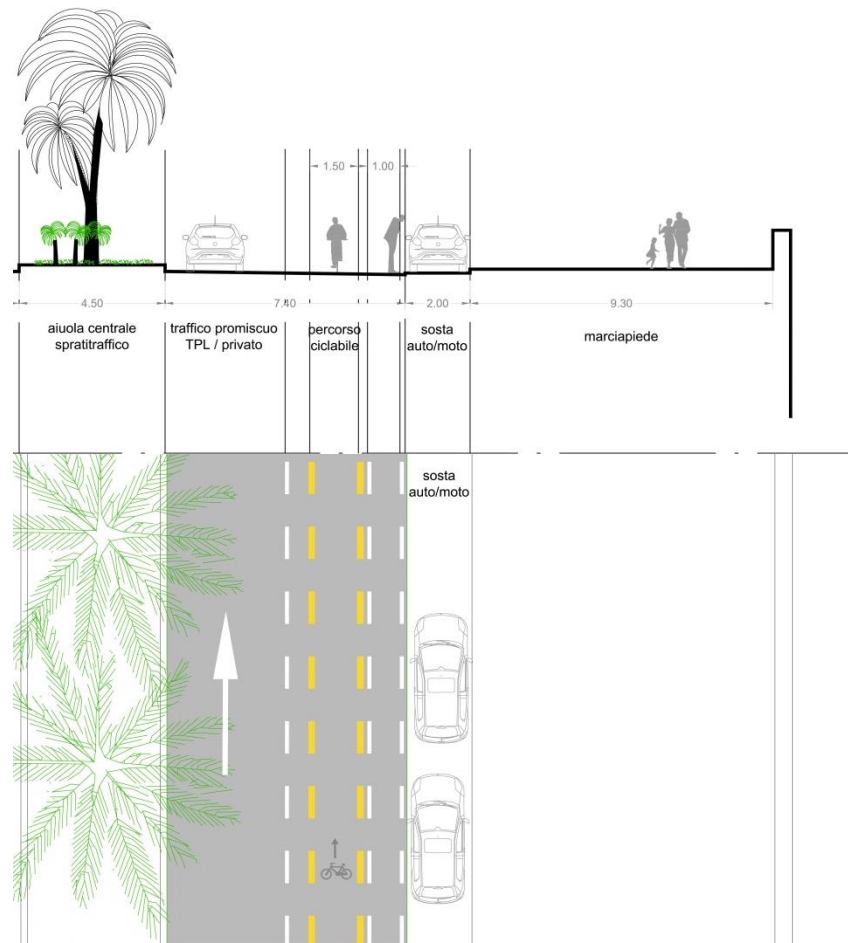 1.50
1.00
4.50
7.40
2.00
9.30
aiuola centrale
spratitraffico
traffico promiscuo
TPL / privato
percorso
ciclabile
sosta
auto/moto
marciapiede
sosta
auto/moto